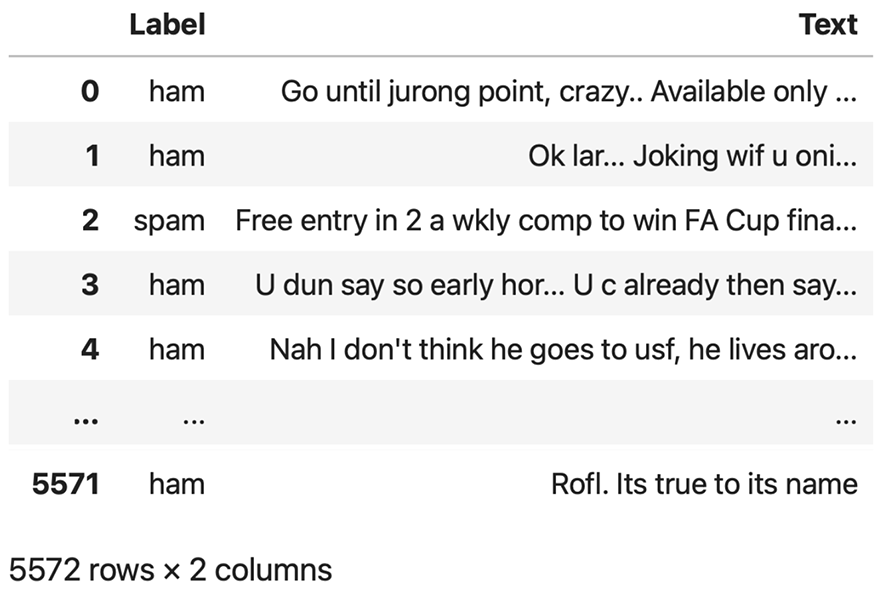 Label Text
0 ham Go until jurong point, crazy.. Available only ...
1 ham Ok lar... Joking wif u oni...
2 spam Free entry in 2 a wkly comp to win FA Cup fina...
3 ham U dun say so early hor... U c already then say...
4 ham Nah I don't think he goes to usf, he lives aro...
... ... ...
5571 ham Rofl. Its true to its name
5572 rows × 2 columns